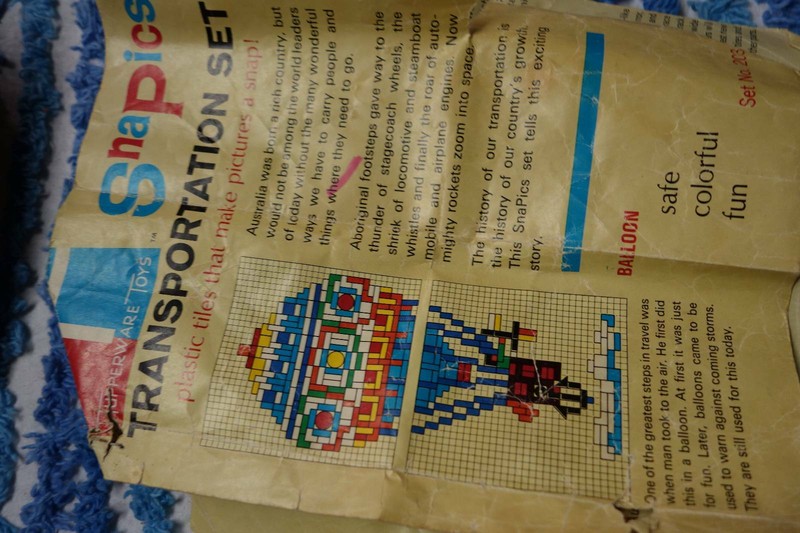 TUPPERWARE TOYS™
SnaPics
TRANSPORTATION SET
plastic tiles that make pictures a snap!
Australia was born a rich country, but
would not be among the world leaders
of today without the many wonderful
ways we have to carry people and
things where they need to go.
Aboriginal footsteps gave way to the
thunder of stagecoach wheels, the
shriek of locomotive and steamboat
whistles and finally the roar of auto-
mobile and airplane engines. Now
mighty rockets zoom into space.
The history of our transportation is
the history of our country's growth.
This SnaPics set tells this exciting
story.
BALLOON
safe
colorful
fun
Set No. 2C5
One of the greatest steps in travel was
when man took to the air. He first did
this in a balloon. At first it was just
for fun. Later, balloons came to be
used to warn against coming storms.
They are still used for this today.